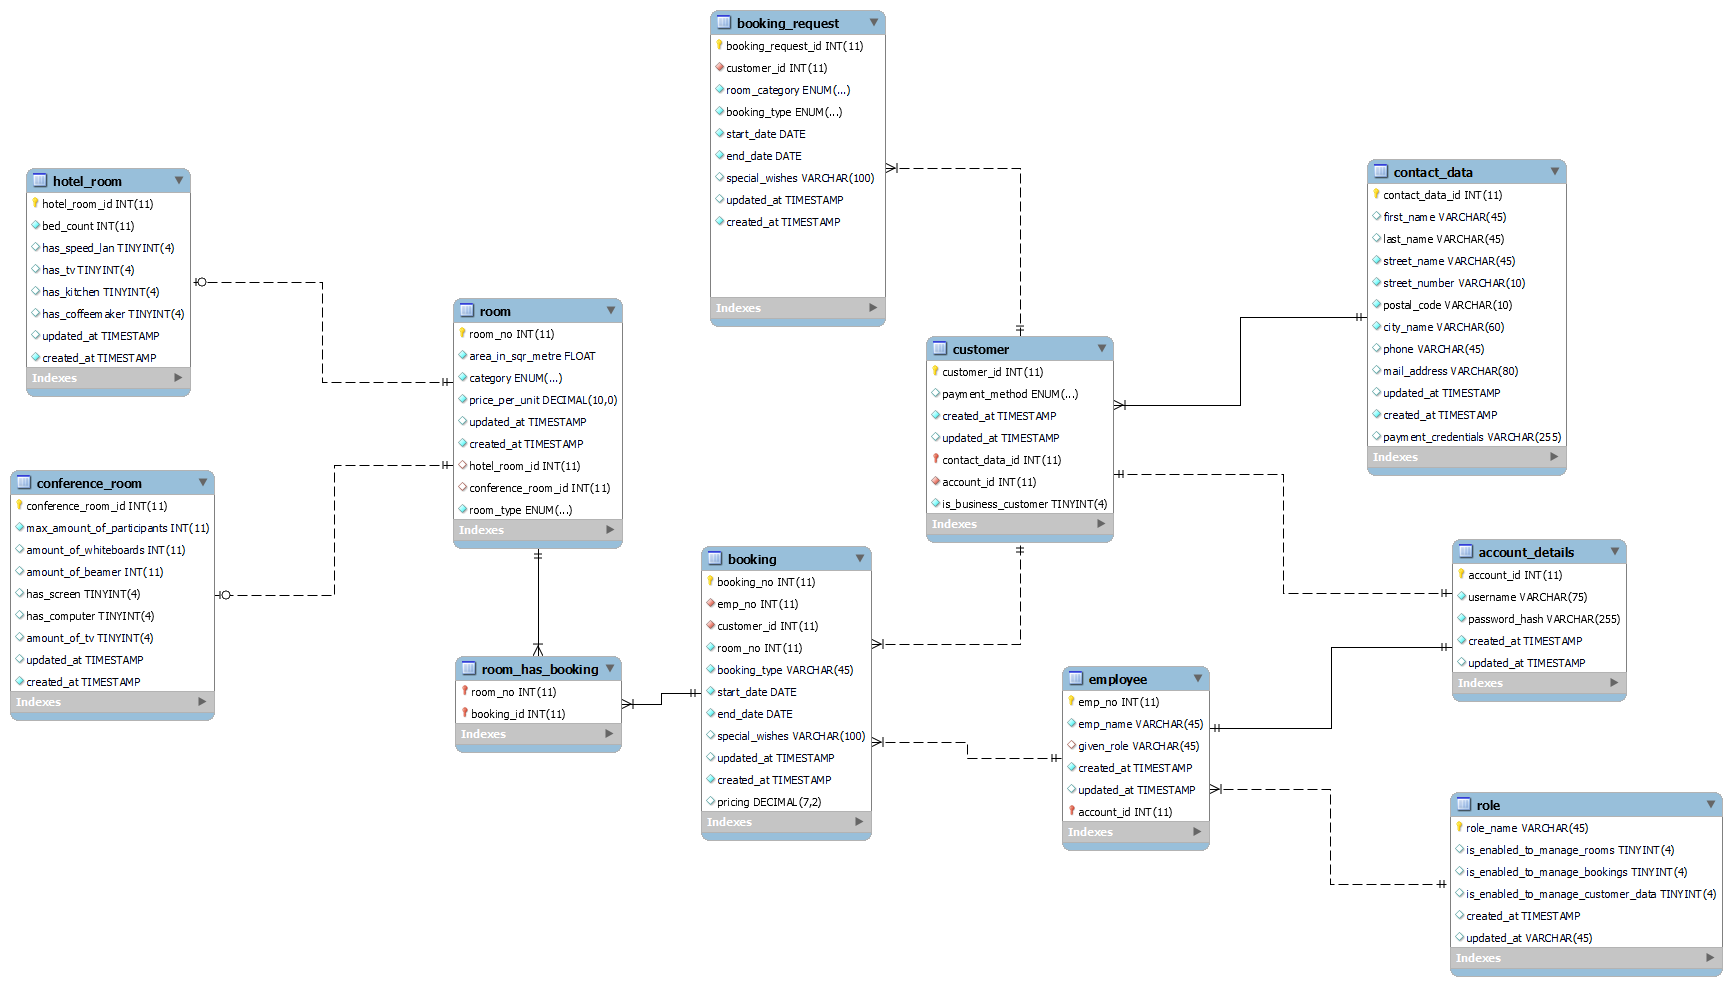 booking_request
booking_request_id INT(11)
customer_id INT(11)
room_category ENUM(...)
booking_type ENUM(...)
start_date DATE
end_date DATE
special_wishes VARCHAR(100)
updated_at TIMESTAMP
created_at TIMESTAMP
Indexes
hotel_room
hotel_room_id INT(11)
bed_count INT(11)
has_speed_lan TINYINT(4)
has_tv TINYINT(4)
has_kitchen TINYINT(4)
has_coffeemaker TINYINT(4)
updated_at TIMESTAMP
created_at TIMESTAMP
Indexes
contact_data
contact_data_id INT(11)
first_name VARCHAR(45)
last_name VARCHAR(45)
street_name VARCHAR(45)
street_number VARCHAR(10)
postal_code VARCHAR(10)
city_name VARCHAR(60)
phone VARCHAR(45)
mail_address VARCHAR(80)
updated_at TIMESTAMP
created_at TIMESTAMP
payment_credentials VARCHAR(255)
Indexes
room
room_no INT(11)
area_in_sqr_metre FLOAT
category ENUM(...)
price_per_unit DECIMAL(10,0)
updated_at TIMESTAMP
created_at TIMESTAMP
hotel_room_id INT(11)
conference_room_id INT(11)
room_type ENUM(...)
Indexes
customer
customer_id INT(11)
payment_method ENUM(...)
created_at TIMESTAMP
updated_at TIMESTAMP
contact_data_id INT(11)
account_id INT(11)
is_business_customer TINYINT(4)
Indexes
conference_room
conference_room_id INT(11)
max_amount_of_participants INT(11)
amount_of_whiteboards INT(11)
amount_of_beamer INT(11)
has_screen TINYINT(4)
has_computer TINYINT(4)
amount_of_tv TINYINT(4)
updated_at TIMESTAMP
created_at TIMESTAMP
Indexes
booking
booking_no INT(11)
emp_no INT(11)
customer_id INT(11)
room_no INT(11)
booking_type VARCHAR(45)
start_date DATE
end_date DATE
special_wishes VARCHAR(100)
updated_at TIMESTAMP
created_at TIMESTAMP
pricing DECIMAL(7,2)
Indexes
account_details
account_id INT(11)
username VARCHAR(75)
password_hash VARCHAR(255)
created_at TIMESTAMP
updated_at TIMESTAMP
Indexes
room_has_booking
room_no INT(11)
booking_id INT(11)
Indexes
employee
emp_no INT(11)
emp_name VARCHAR(45)
given_role VARCHAR(45)
created_at TIMESTAMP
updated_at TIMESTAMP
account_id INT(11)
Indexes
role
role_name VARCHAR(45)
is_enabled_to_manage_rooms TINYINT(4)
is_enabled_to_manage_bookings TINYINT(4)
is_enabled_to_manage_customer_data TINYINT(4)
created_at TIMESTAMP
updated_at VARCHAR(45)
Indexes